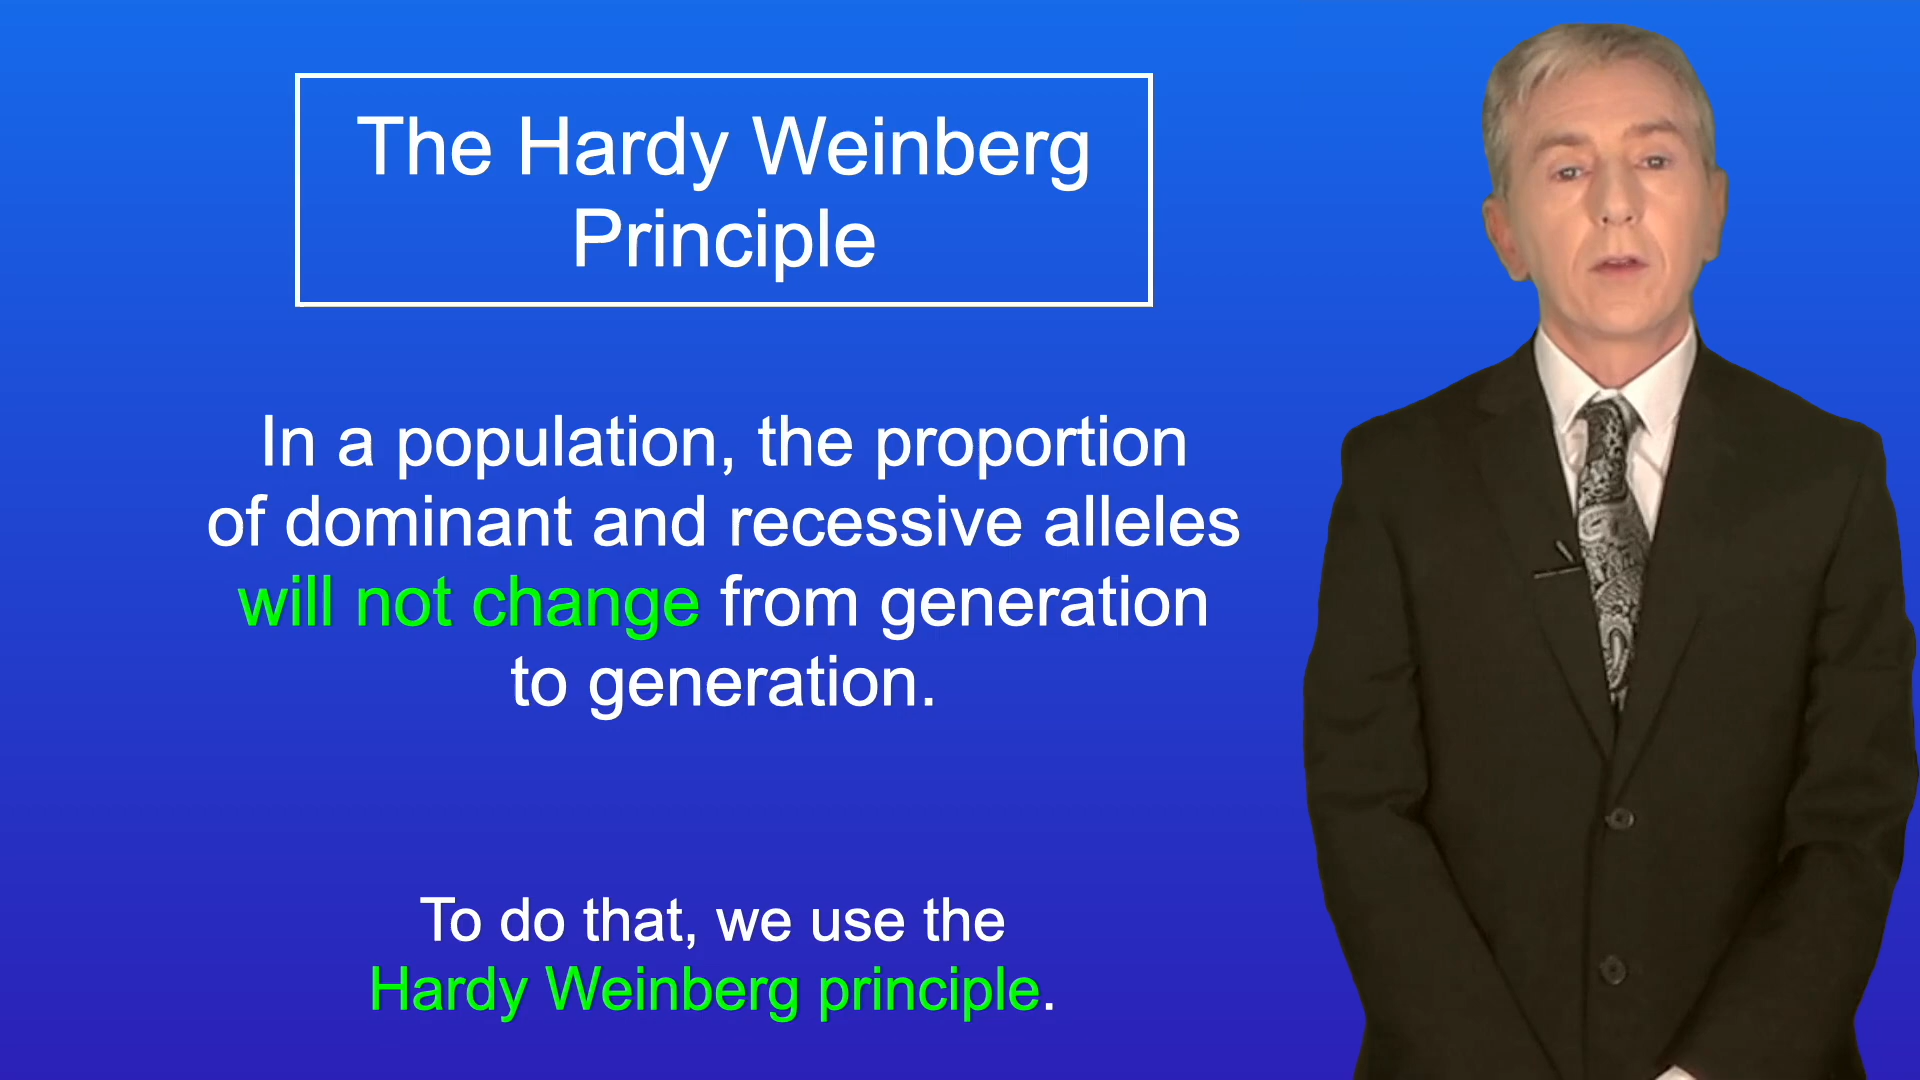 The Hardy Weinberg
Principle
In a population, the proportion
of dominant and recessive alleles
will not change from generation
to generation.
To do that, we use the
Hardy Weinberg principle.